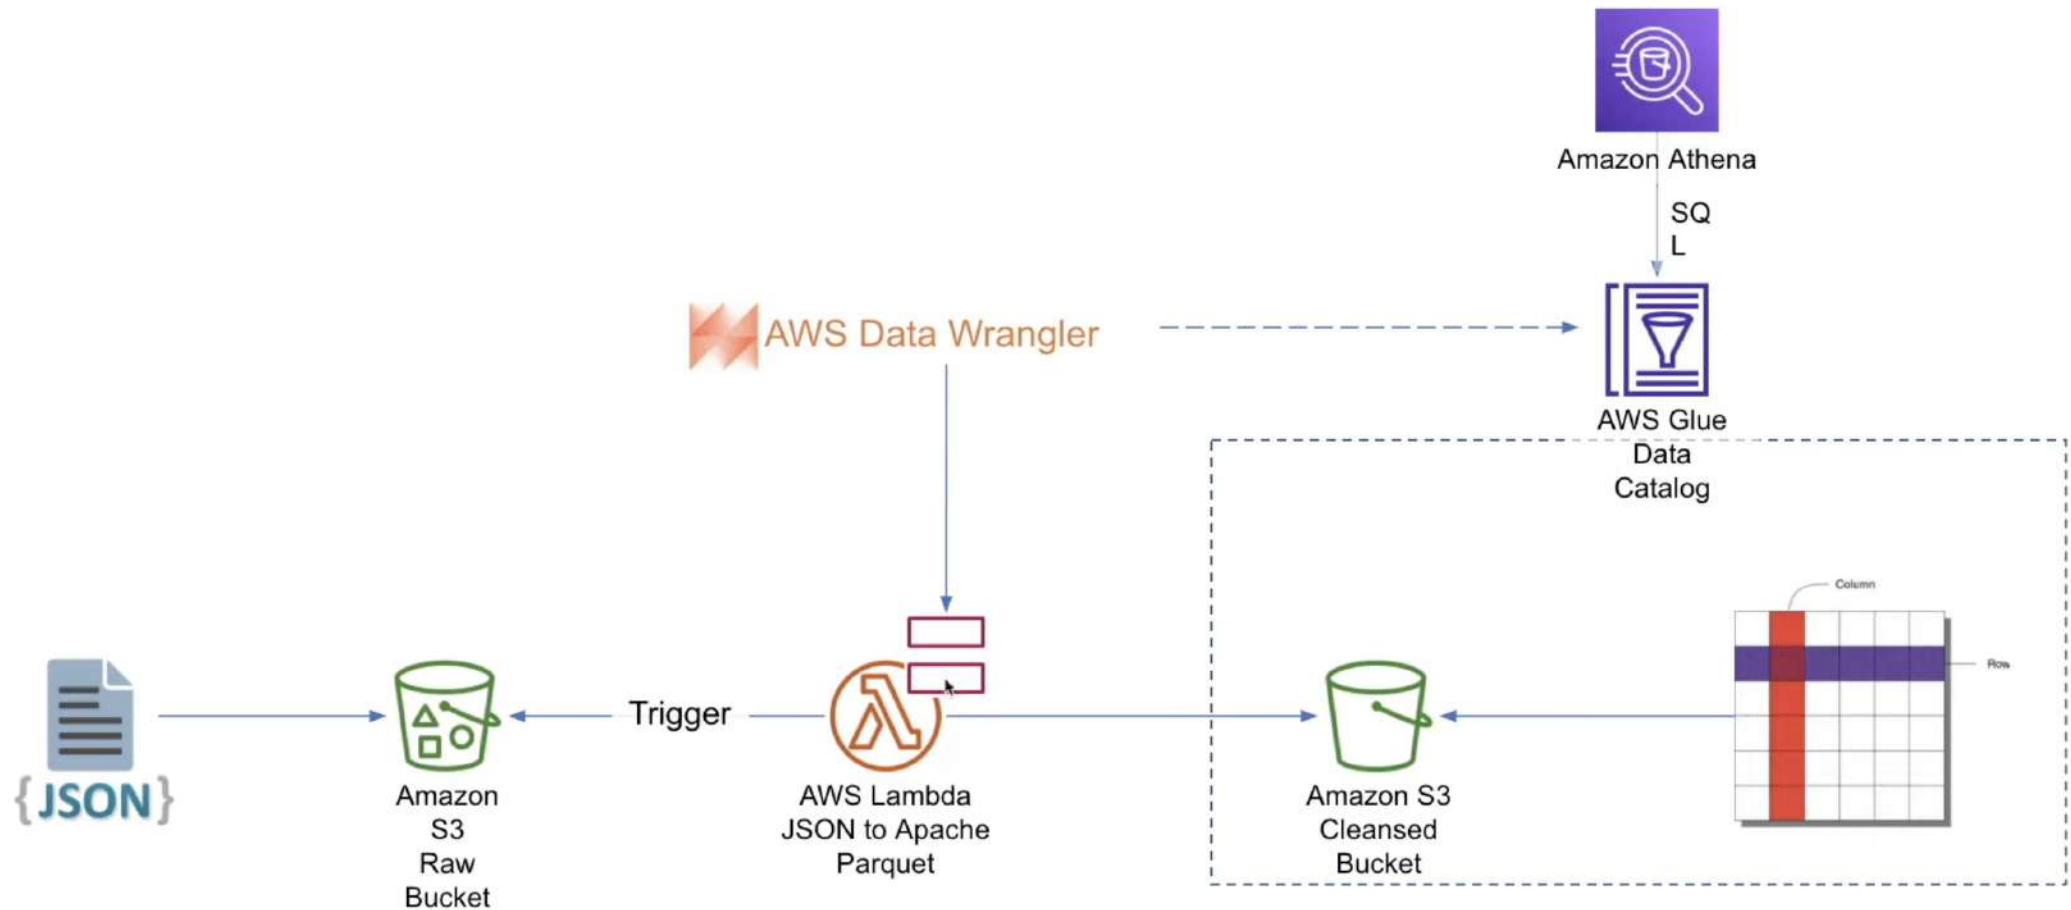 Amazon Athena
SQ
L
AWS Data Wrangler
AWS Glue
Data
Catalog
Column
Row
Trigger
{JSON}
Amazon
S3
Raw
Bucket
AWS Lambda
JSON to Apache
Parquet
Amazon S3
Cleansed
Bucket